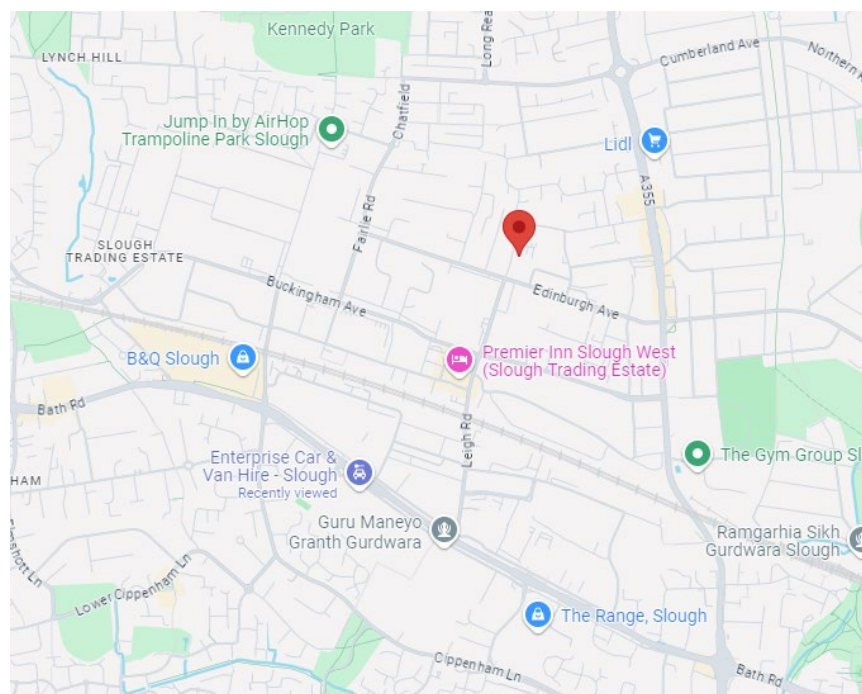 Kennedy Park
Long Rea
Cumberland Ave
Northern R
LYNCH HILL
Chatfield
Jump In by AirHop
Trampoline Park Slough
Lidl
A355
Fairlie Rd
SLOUGH
TRADING ESTATE
Buckingham Ave
Edinburgh Ave
B&Q Slough
Premier Inn Slough West
(Slough Trading Estate)
Bath Rd
Leigh Rd
The Gym Group Sl
Enterprise Car &
Van Hire - Slough
Recently viewed
HAM
Guru Maneyo
Granth Gurdwara
Ramgarhia Sikh
Gurdwara Slough
Elmshott Ln
Lower Cippenham Ln
The Range, Slough
Cippenham Ln
Bath Rd